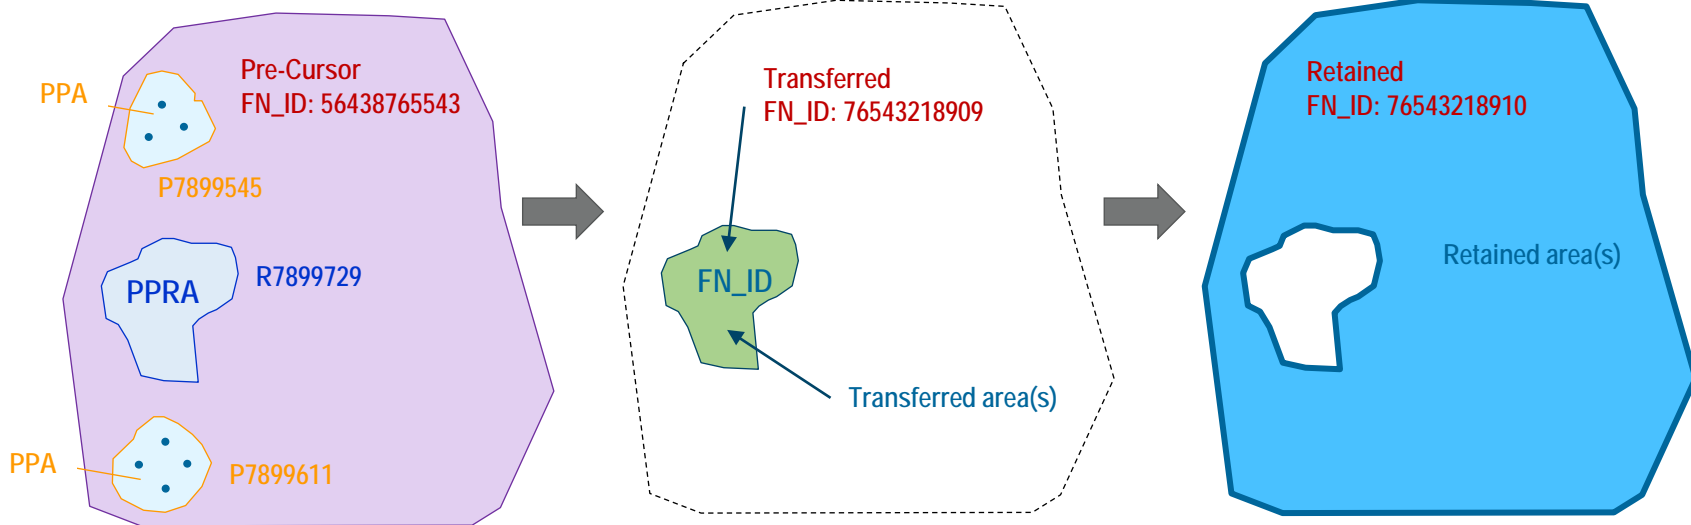 PPA
Pre-Cursor
FN_ID: 56438765543
P7899545
PPRA
R7899729
PPA
P7899611
Transferred
FN_ID: 76543218909
FN_ID
Transferred area(s)
Retained
FN_ID: 76543218910
Retained area(s)